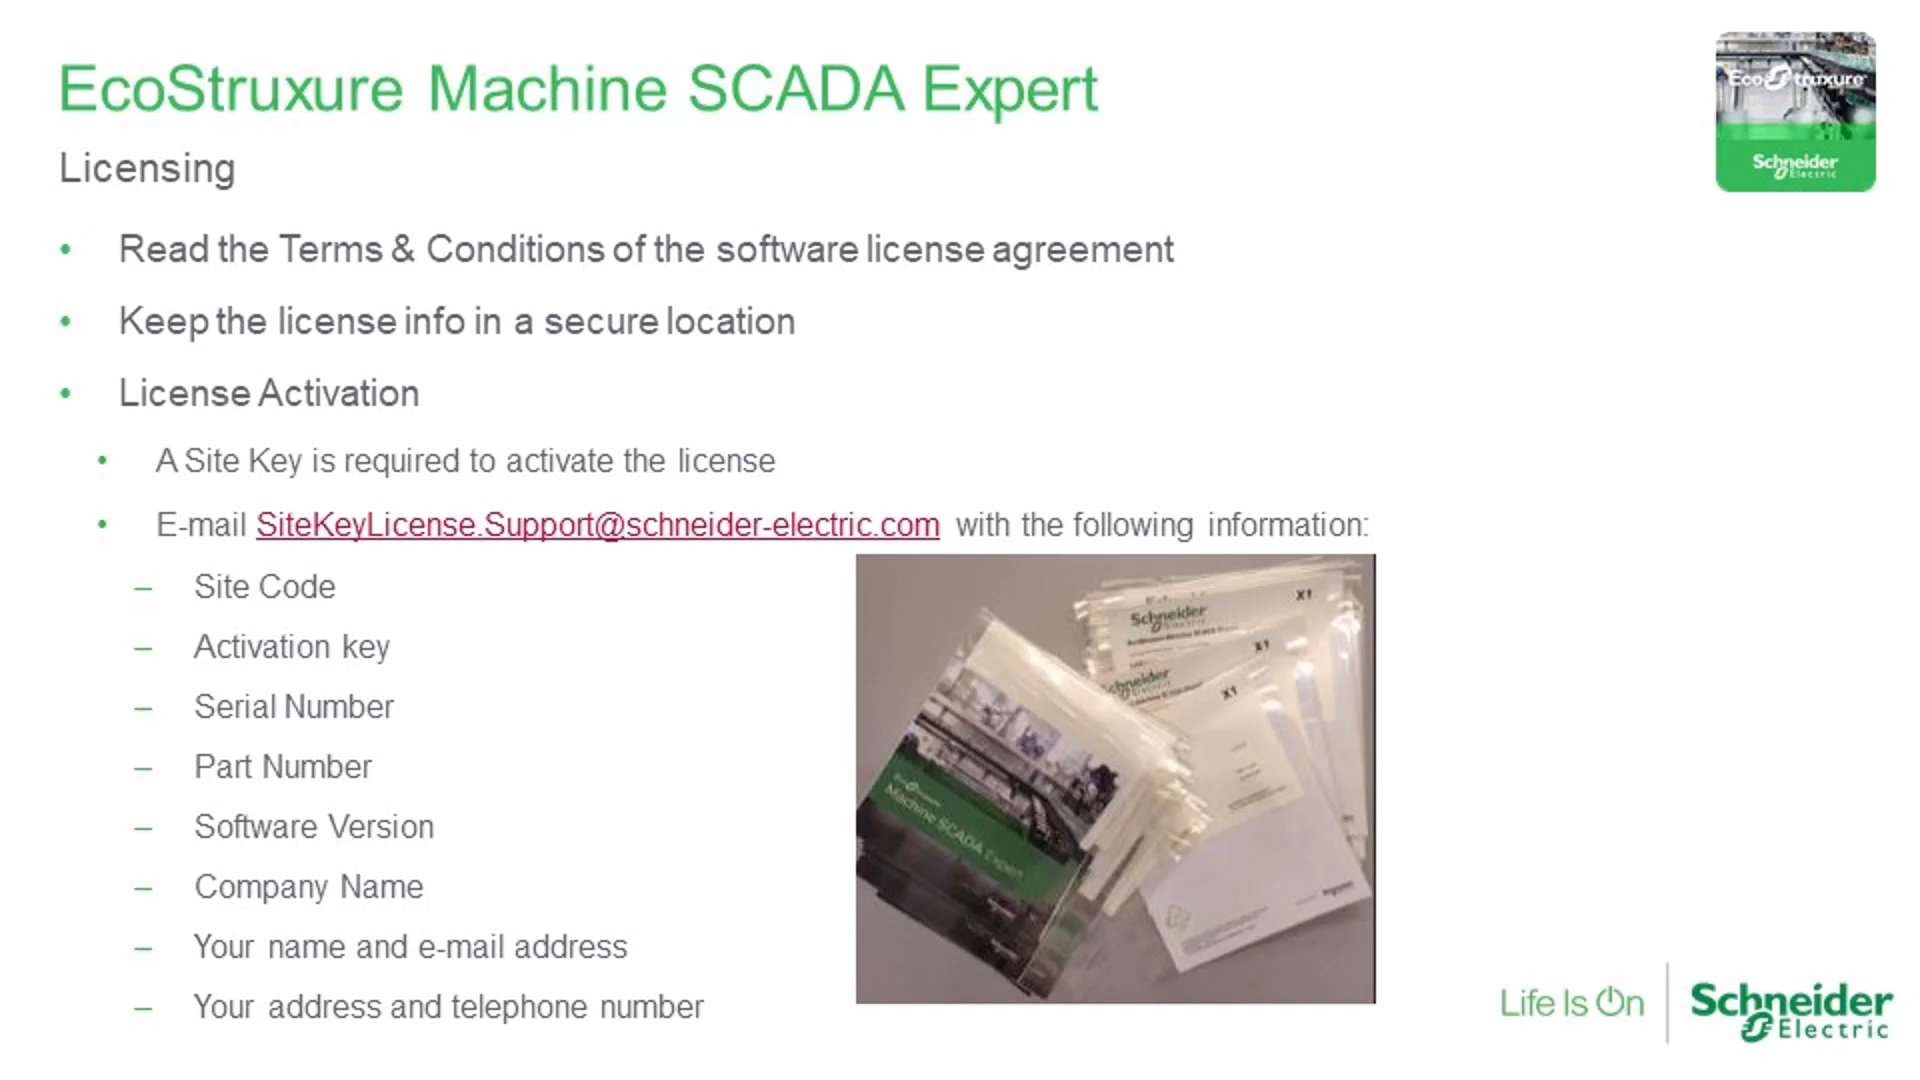 EcoStruxure Machine SCADA Expert
EcoStruxure
Schneider
Electric
Licensing
• Read the Terms & Conditions of the software license agreement
• Keep the license info in a secure location
• License Activation
• A Site Key is required to activate the license
• E-mail SiteKeyLicense.Support@schneider-electric.com with the following information:
– Site Code
– Activation key
– Serial Number
– Part Number
– Software Version
– Company Name
– Your name and e-mail address
– Your address and telephone number
Schneider
Electric
X1
X1
Schneider
Electric
X1
EcoStruxure
Machine SCADA Expert
Life Is On
Schneider
Electric